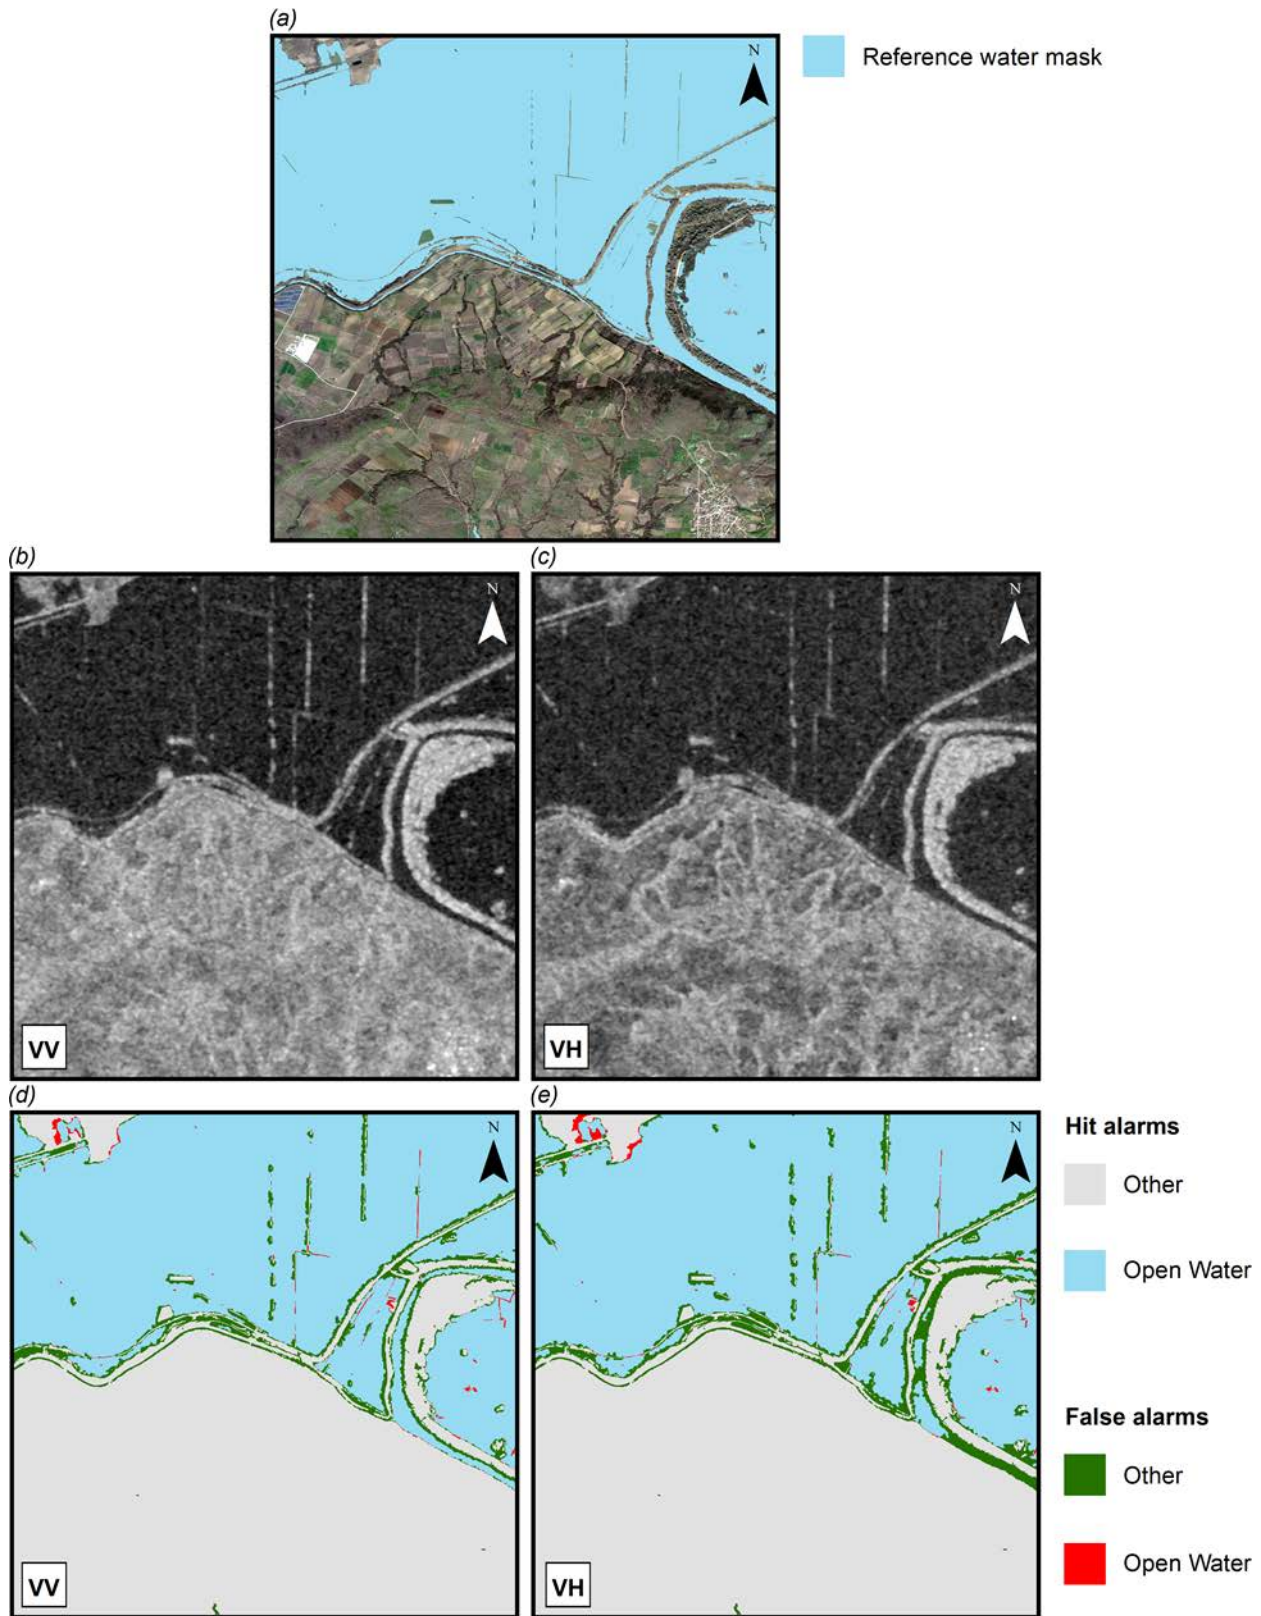 (a)
N
Reference water mask
(b)
(c)
N
N
VV
VH
(d)
(e)
N
N
Hit alarms
Other
Open Water
False alarms
Other
Open Water
VV
VH